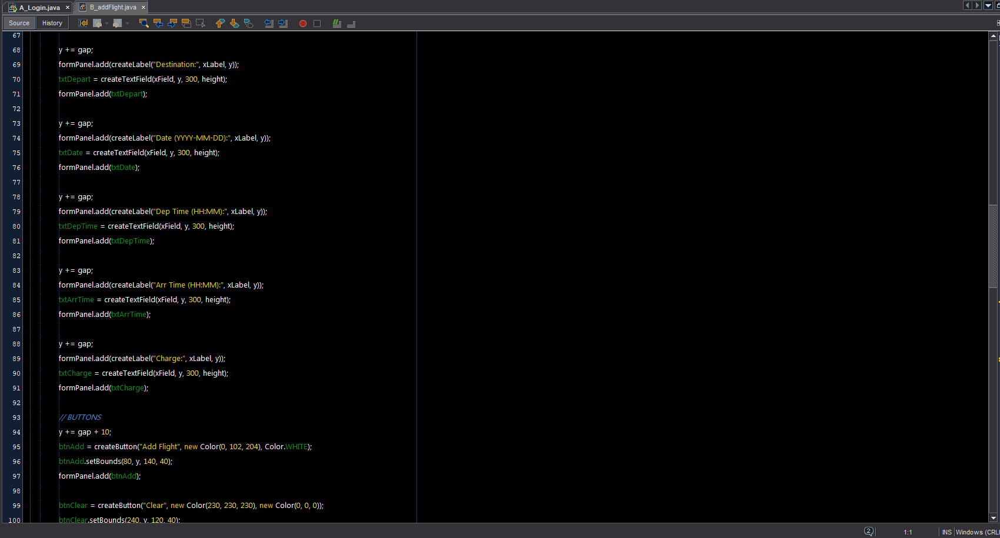 A_Login.java
B_addFlight.java
Source History
67
68 y += gap;
69 formPanel.add(createLabel("Destination:", xLabel, y));
70 txtDepart = createTextField(xField, y, 300, height);
71 formPanel.add(txtDepart);
72
73 y += gap;
74 formPanel.add(createLabel("Date (YYYY-MM-DD):", xLabel, y));
75 txtDate = createTextField(xField, y, 300, height);
76 formPanel.add(txtDate);
77
78 y += gap;
79 formPanel.add(createLabel("Dep Time (HH:MM):", xLabel, y));
80 txtDepTime = createTextField(xField, y, 300, height);
81 formPanel.add(txtDepTime);
82
83 y += gap;
84 formPanel.add(createLabel("Arr Time (HH:MM):", xLabel, y));
85 txtArrTime = createTextField(xField, y, 300, height);
86 formPanel.add(txtArrTime);
87
88 y += gap;
89 formPanel.add(createLabel("Charge:", xLabel, y));
90 txtCharge = createTextField(xField, y, 300, height);
91 formPanel.add(txtCharge);
92
93 // BUTTONS
94 y += gap + 10;
95 btnAdd = createButton("Add Flight", new Color(0, 102, 204), Color.WHITE);
96 btnAdd.setBounds(80, y, 140, 40);
97 formPanel.add(btnAdd);
98
99 btnClear = createButton("Clear", new Color(230, 230, 230), new Color(0, 0, 0));
100 btnClear.setBounds(240, y, 120, 40);
2 1:1 INS Windows (CRL